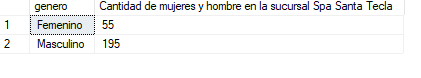 genero Cantidad de mujeres y hombre en la sucursal Spa Santa Tecla
1 Femenino 55
2 Masculino 195